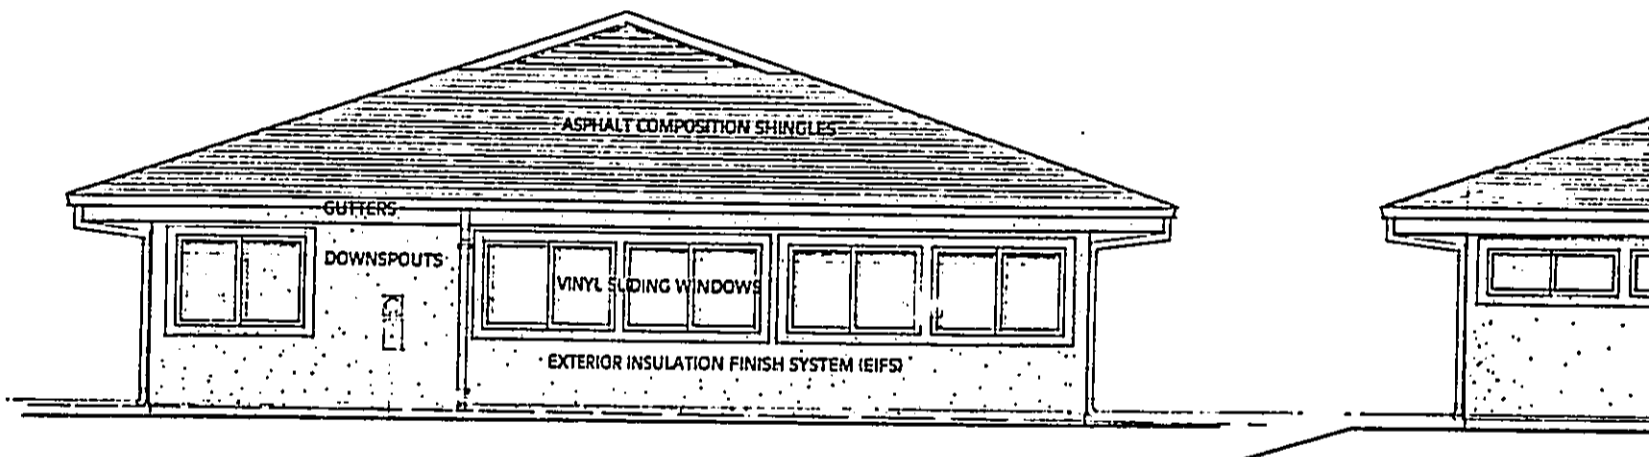 ASPHALT COMPOSITION SHINGLES
GUTTERS
DOWNSPOUTS
VINYL SLIDING WINDOWS
EXTERIOR INSULATION FINISH SYSTEM (EIFS)